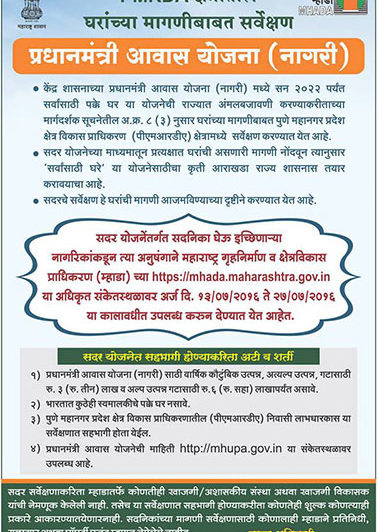 म्हाडा
MHADA
घरांच्या मागणीबाबत सर्वेक्षण
प्रधानमंत्री आवास योजना (नागरी)
• केंद्र शासनाच्या प्रधानमंत्री आवास योजना (नागरी) मध्ये सन २०२२ पर्यंत
सर्वासाठी पक्के घर या योजनेची राज्यात अंमलबजावणी करण्याकरीताच्या
मार्गदर्शक सूचनेतील अ.क्र. ८ (३) नुसार घरांच्या मागणीबाबत पुणे महानगर प्रदेश
क्षेत्र विकास प्राधिकरण (पीएमआरडीए) क्षेत्रामध्ये सर्वेक्षण करण्यात येत आहे.
• सदर योजनेच्या माध्यमातून प्रत्यक्षात घरांची असणारी मागणी नोंदवून त्यानुसार
'सर्वासाठी घरे' या योजनेसाठीचा कृती आराखडा राज्य शासनास तयार
करावयाचा आहे.
• सदरचे सर्वेक्षण हे घरांची मागणी आजमाविण्याच्या दृष्टीने करण्यात येत आहे.
सदर योजनेंतर्गत सदनिका घेऊ इच्छिणाऱ्या
नागरिकांकडून त्या अनुषंगाने महाराष्ट्र गृहनिर्माण व क्षेत्रविकास
प्राधिकरण (म्हाडा) च्या https://mhada.maharashtra.gov.in
या अधिकृत संकेतस्थळावर अर्ज दि. १३/०७/२०१६ ते २७/०७/२०१६
या कालावधीत उपलब्ध करुन देण्यात येत आहेत.
सदर योजनेत सहभागी होण्याकरिता अटी व शर्ती
१) प्रधानमंत्री आवास योजना (नागरी) साठी वार्षिक कौटुंबिक उत्पन्न, अत्यल्प उत्पन्न, गटासाठी
रु. ३ (रु. तीन) लाख व अल्प उत्पन्न गटासाठी रु.६ (रु. सहा) लाखापर्यंत असावे.
२) भारतात कुठेही स्वमालकीचे पक्के घर नसावे.
३) पुणे महानगर प्रदेश क्षेत्र विकास प्राधिकरणातील (पीएमआरडीए) निवासी लाभधारकास या
सर्वेक्षणात सहभागी होता येईल.
४) प्रधानमंत्री आवास योजनेची माहिती http://mhupa.gov.in या संकेतस्थळावर
उपलब्ध आहे.
सदर सर्वेक्षणाकरिता म्हाडातर्फे कोणतीही खाजगी/अशासकीय संस्था अथवा खाजगी विकासक
यांची नेमणूक केलेली नाही. तसेच या सर्वेक्षणात सहभागी होण्याकरीता कोणतेही शुल्क कोणत्याही
प्रकारे आकारण्यातयेणारनाही. सदनिकांच्या मागणी सर्वेक्षणासाठी कोणालाही म्हाडाने प्रतिनिधी,